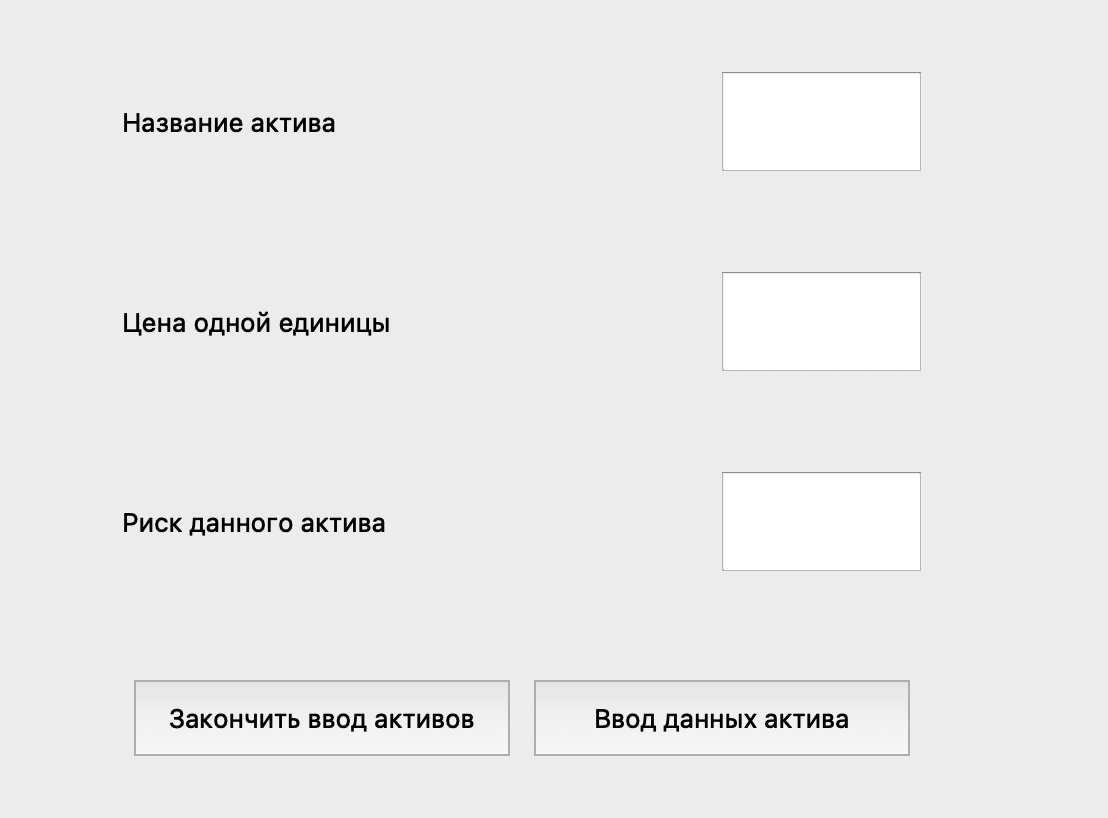 Название актива
Цена одной единицы
Риск данного актива
Закончить ввод активов
Ввод данных актива